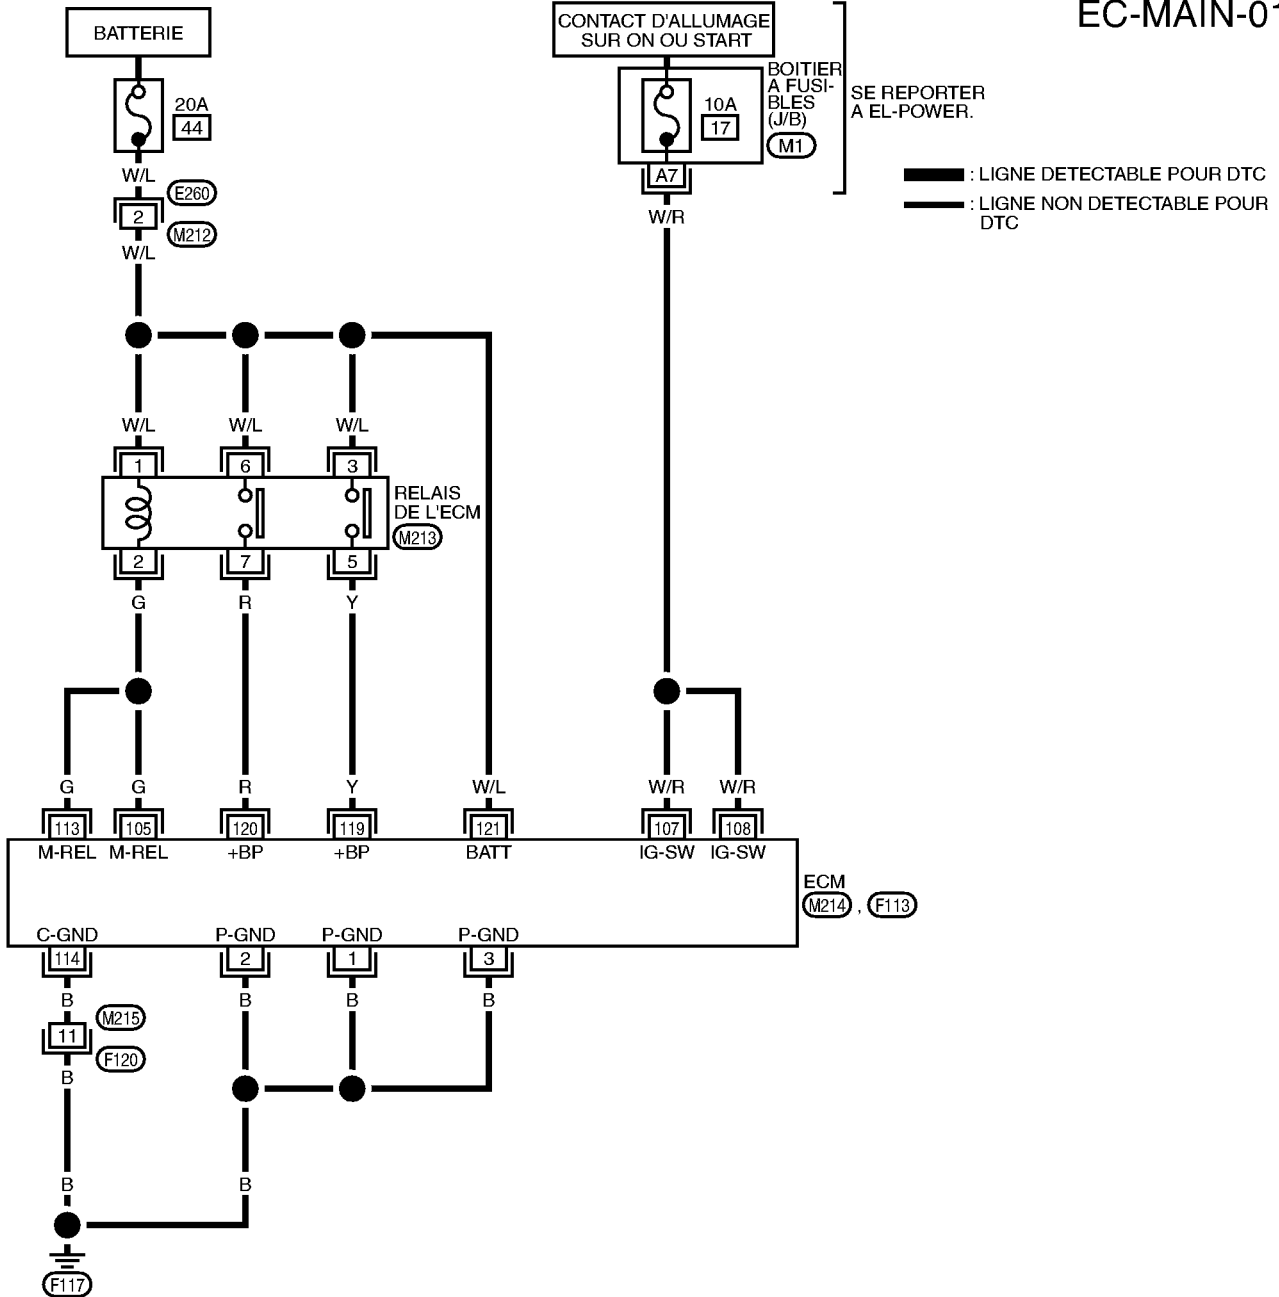 EC-MAIN-01
BATTERIE
CONTACT D'ALLUMAGE
SUR ON OU START
20A
44
10A
17
BOITIER
A FUSI-
BLES
(J/B)
M1
SE REPORTER
A EL-POWER.
W/L
E260
2
M212
W/L
A7
W/R
: LIGNE DETECTABLE POUR DTC
: LIGNE NON DETECTABLE POUR
DTC
W/L W/L W/L
1 6 3
RELAIS
DE L'ECM
M213
2 7 5
G R Y
G G R Y W/L W/R W/R
113 105 120 119 121 107 108
M-REL M-REL +BP +BP BATT IG-SW IG-SW
ECM
M214 , F113
C-GND P-GND P-GND P-GND
114 2 1 3
B B B B
M215
11
F120
B
B B
F117